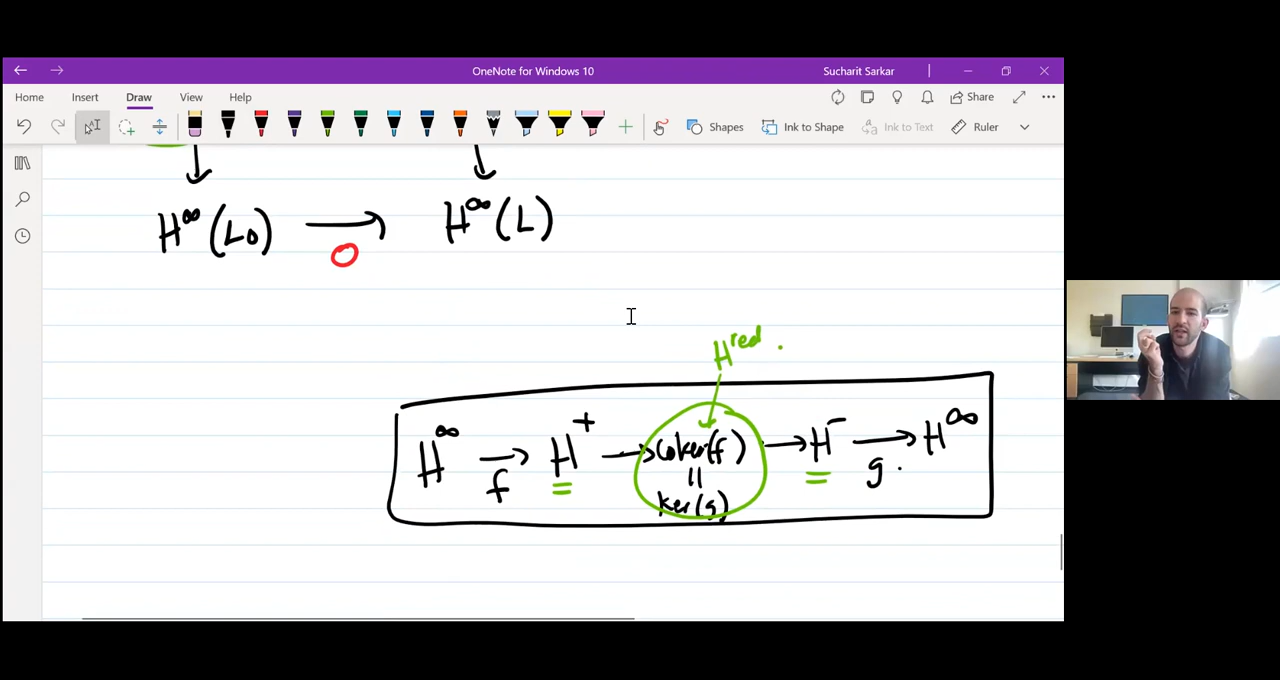 OneNote for Windows 10
Sucharit Sarkar
Home Insert Draw View Help
Share
Shapes Ink to Shape Ink to Text Ruler
H^∞(L₀) → H^∞(L)
0
H^red .
H^∞ → H^+ → coker(f) → H^- → H^∞
f = || = g .
ker(g)